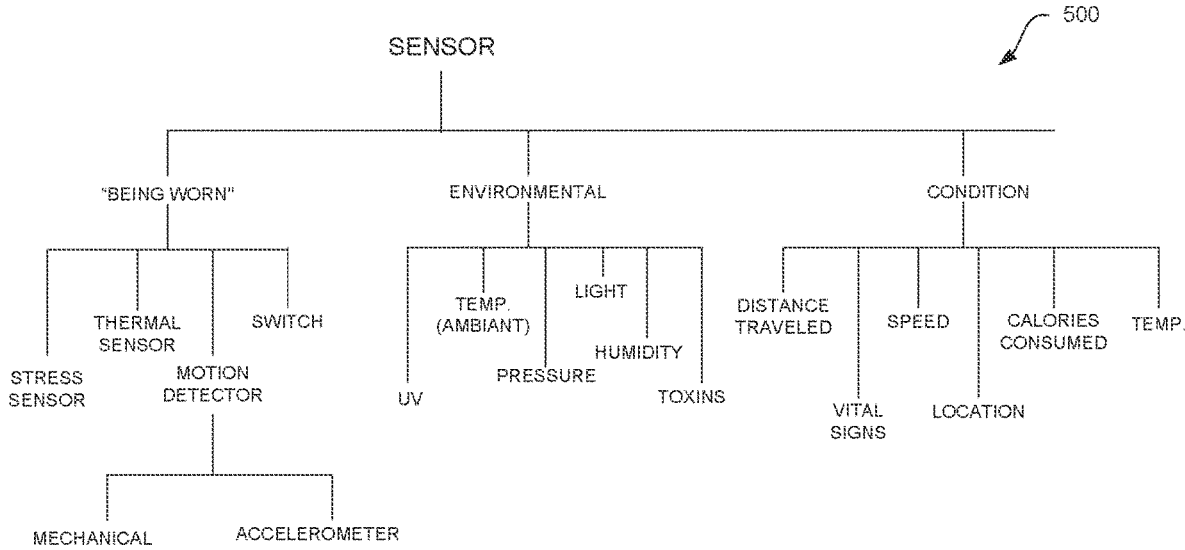 500
SENSOR
"BEING WORN"
ENVIRONMENTAL
CONDITION
STRESS
SENSOR
THERMAL
SENSOR
MOTION
DETECTOR
SWITCH
MECHANICAL
ACCELEROMETER
UV
TEMP.
(AMBIANT)
PRESSURE
LIGHT
HUMIDITY
TOXINS
DISTANCE
TRAVELED
VITAL
SIGNS
SPEED
LOCATION
CALORIES
CONSUMED
TEMP.